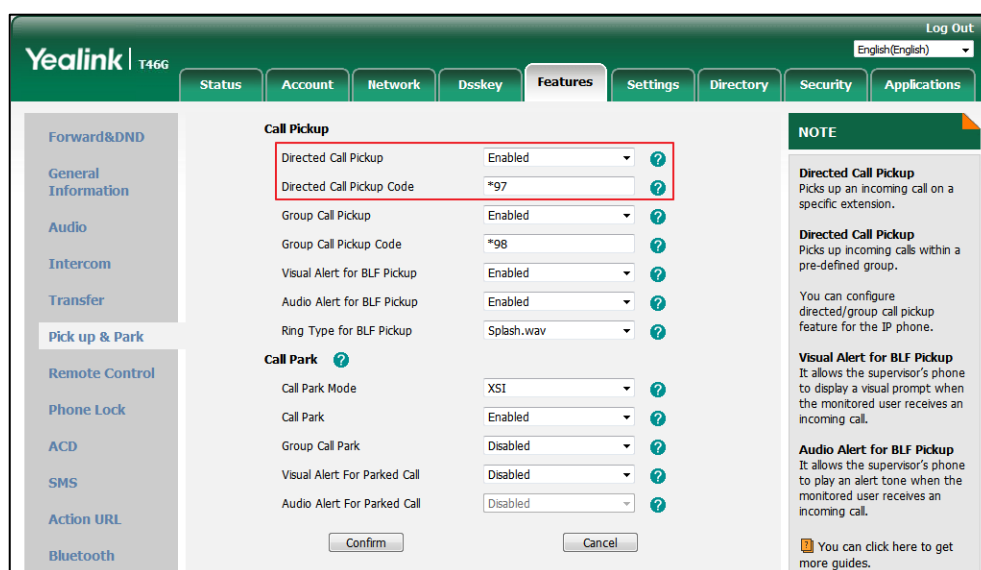 Log Out
Yealink | T46G
English(English)
Status Account Network Dsskey Features Settings Directory Security Applications
Forward&DND
General
Information
Audio
Intercom
Transfer
Pick up & Park
Remote Control
Phone Lock
ACD
SMS
Action URL
Bluetooth
Call Pickup
Directed Call Pickup Enabled ?
Directed Call Pickup Code *97 ?
Group Call Pickup Enabled ?
Group Call Pickup Code *98 ?
Visual Alert for BLF Pickup Enabled ?
Audio Alert for BLF Pickup Enabled ?
Ring Type for BLF Pickup Splash.wav ?
Call Park ?
Call Park Mode XSI ?
Call Park Enabled ?
Group Call Park Disabled ?
Visual Alert For Parked Call Disabled ?
Audio Alert For Parked Call Disabled ?
Confirm Cancel
NOTE
Directed Call Pickup
Picks up an incoming call on a
specific extension.
Directed Call Pickup
Picks up incoming calls within a
pre-defined group.
You can configure
directed/group call pickup
feature for the IP phone.
Visual Alert for BLF Pickup
It allows the supervisor's phone
to display a visual prompt when
the monitored user receives an
incoming call.
Audio Alert for BLF Pickup
It allows the supervisor's phone
to play an alert tone when the
monitored user receives an
incoming call.
? You can click here to get
more guides.